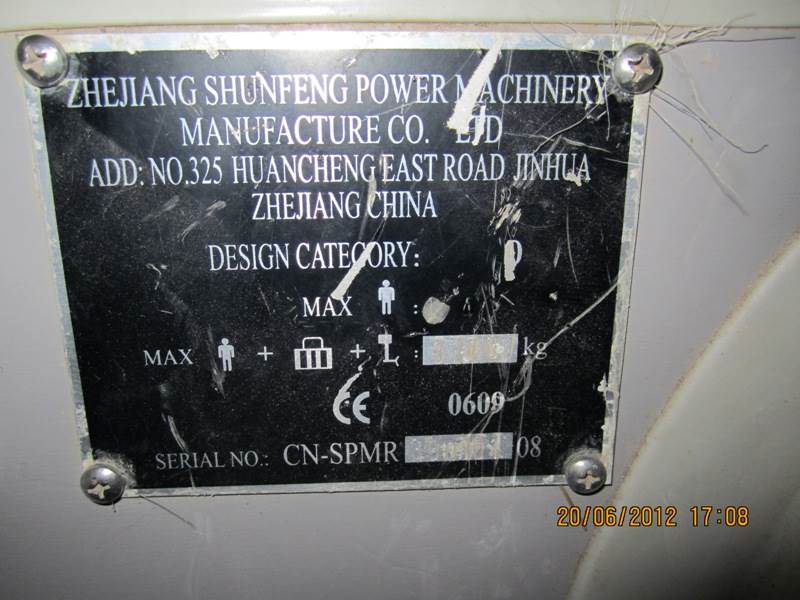 ZHEJIANG SHUNFENG POWER MACHINERY
MANUFACTURE CO. LTD
ADD: NO.325 HUANCHENG EAST ROAD JINHUA
ZHEJIANG CHINA
DESIGN CATEGORY:
MAX :
MAX + + : kg
CE 0609
SERIAL NO.: CN-SPMR 08
20/06/2012 17:08